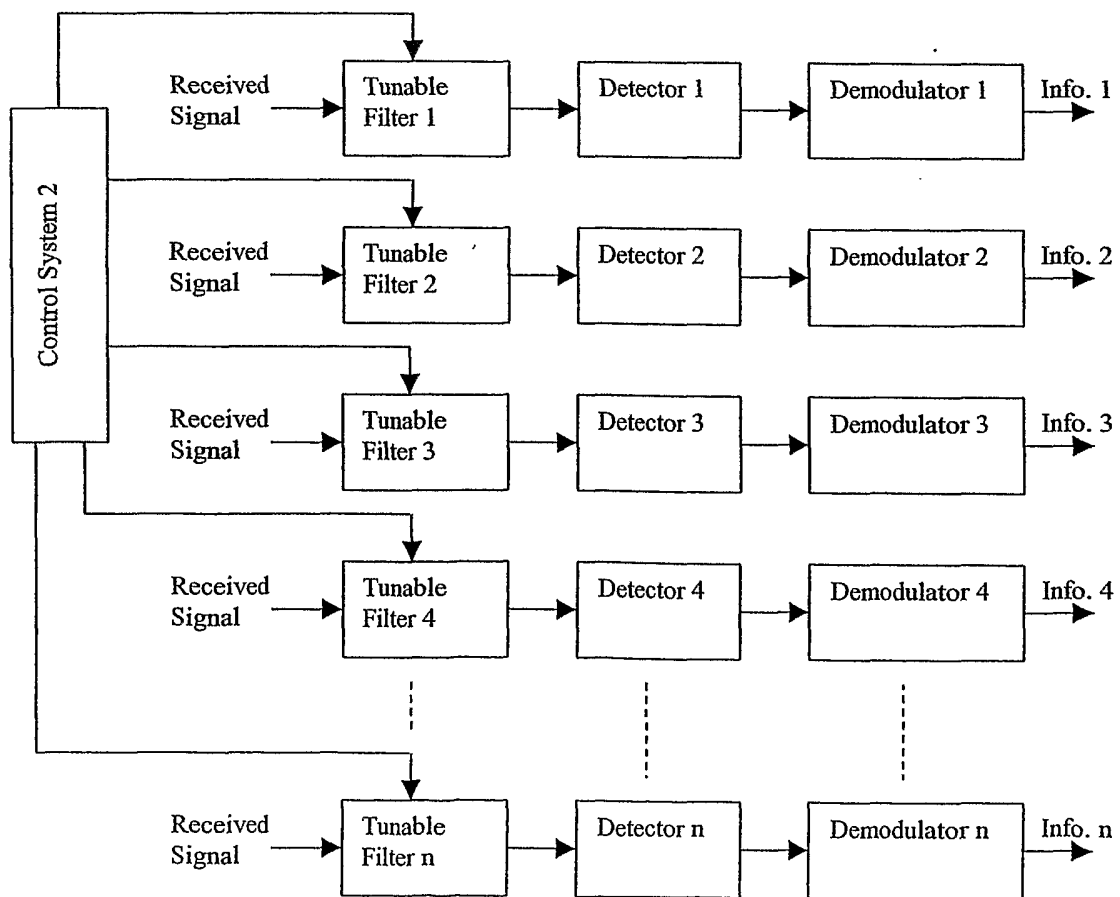 Control System 2
Received
Signal
Tunable
Filter 1
Detector 1
Demodulator 1
Info. 1
Received
Signal
Tunable
Filter 2
Detector 2
Demodulator 2
Info. 2
Received
Signal
Tunable
Filter 3
Detector 3
Demodulator 3
Info. 3
Received
Signal
Tunable
Filter 4
Detector 4
Demodulator 4
Info. 4
Received
Signal
Tunable
Filter n
Detector n
Demodulator n
Info. n